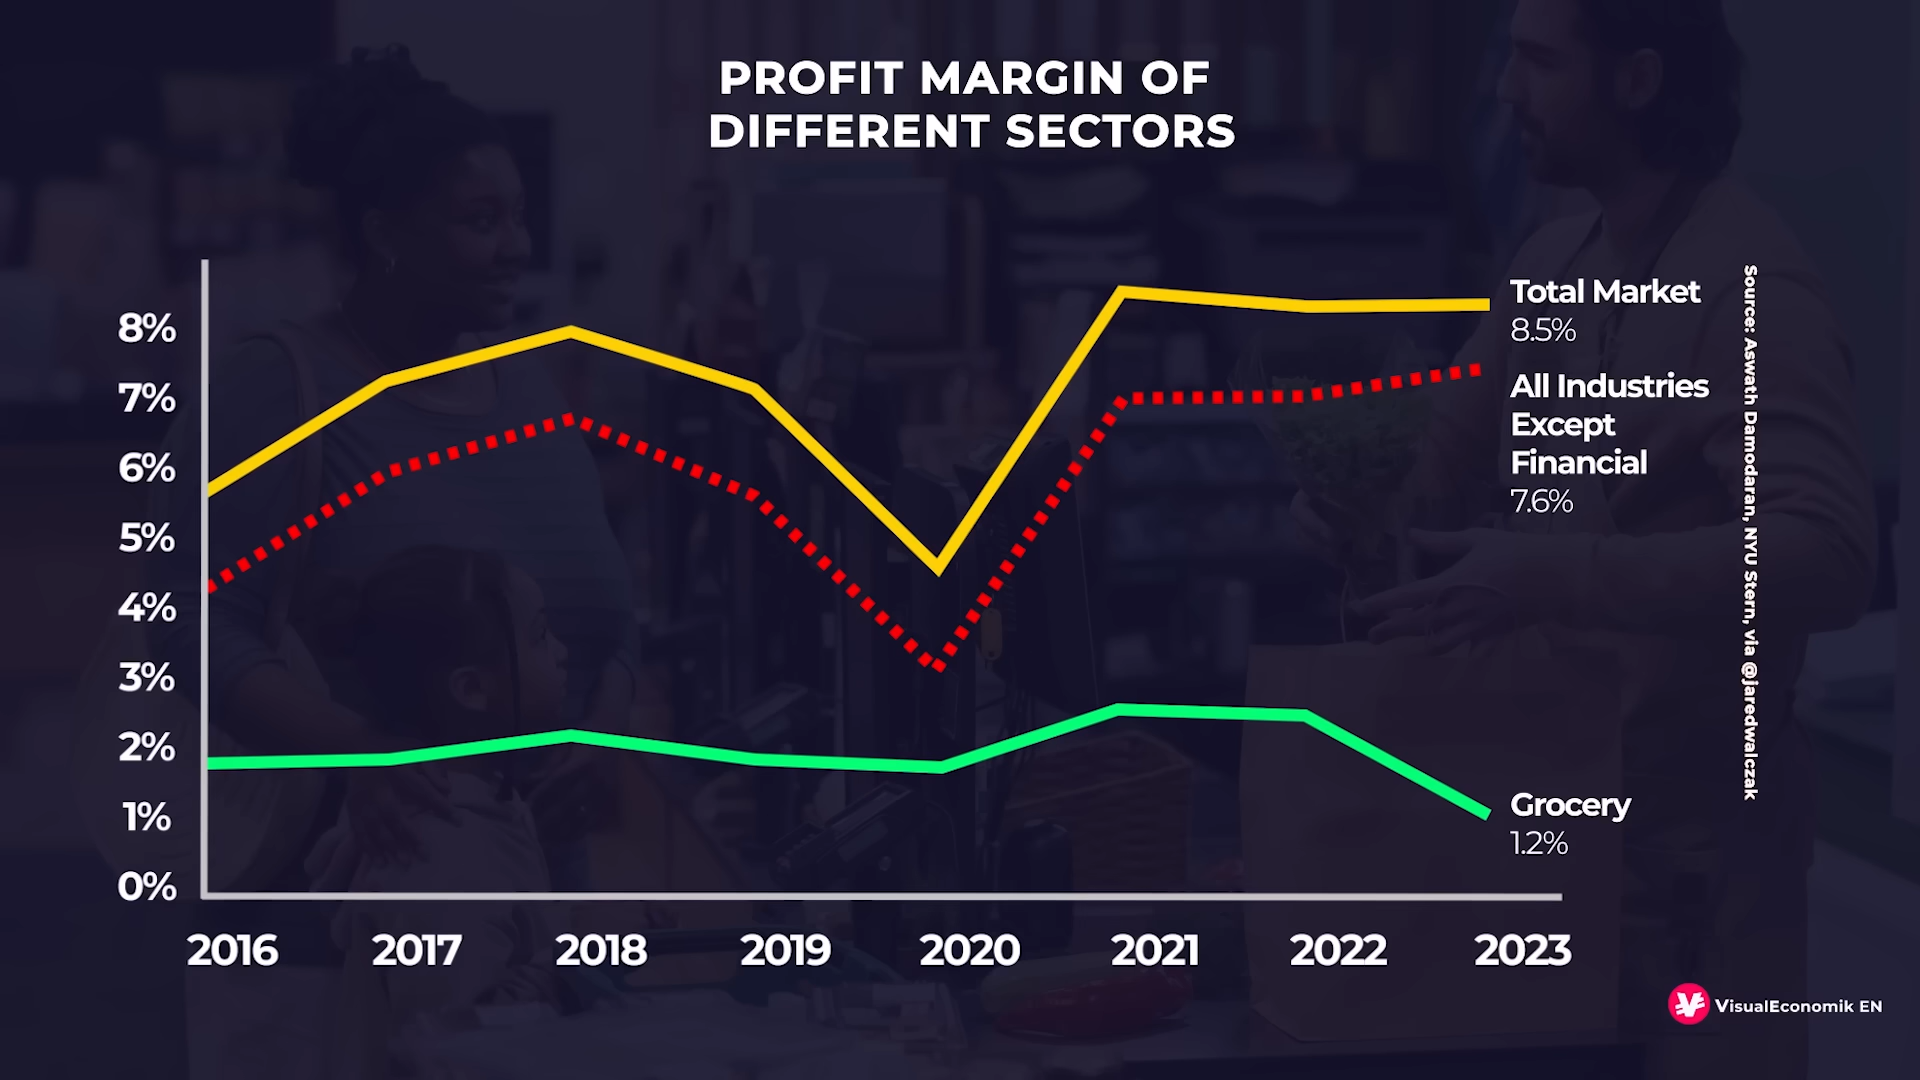 PROFIT MARGIN OF
DIFFERENT SECTORS
8%
7%
6%
5%
4%
3%
2%
1%
0%
2016 2017 2018 2019 2020 2021 2022 2023
Total Market
8.5%
All Industries
Except
Financial
7.6%
Grocery
1.2%
Source: Aswath Damodaran, NYU Stern, via @jaredwalczak
VisualEconomik EN